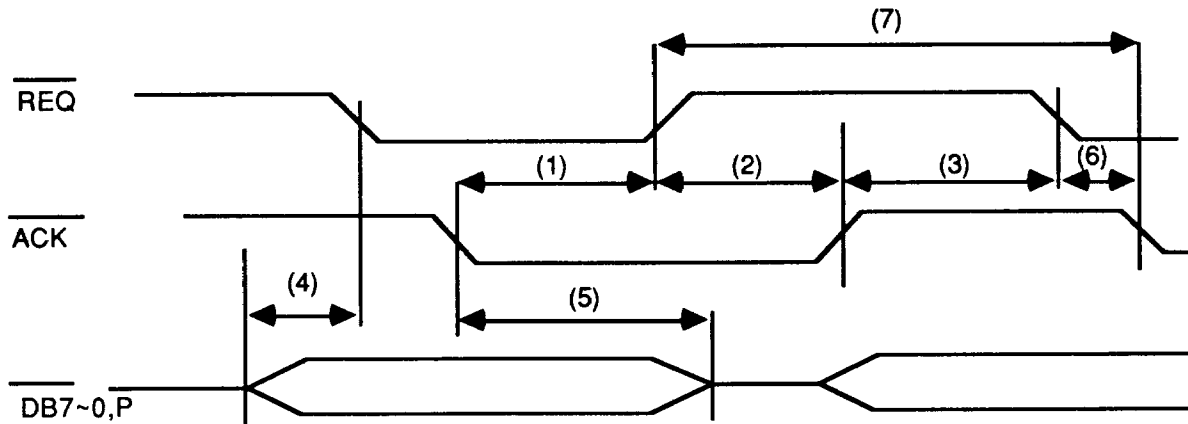 (7)
REQ
(1)
(2)
(3)
(6)
ACK
(4)
(5)
DB7~0,P